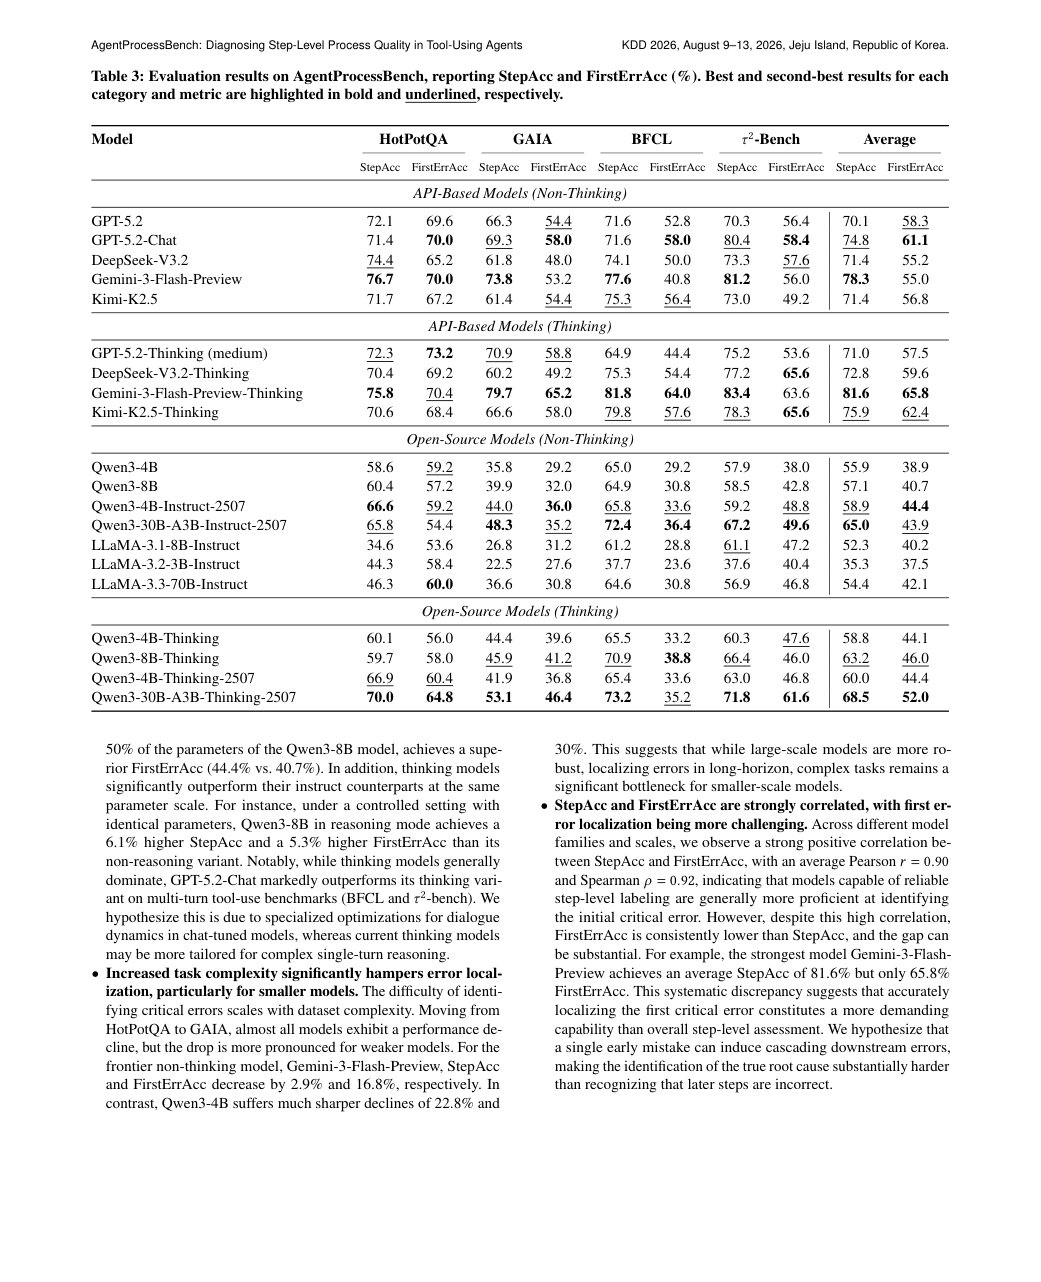 AgentProcessBench: Diagnosing Step-Level Process Quality in Tool-Using Agents
KDD 2026, August 9–13, 2026, Jeju Island, Republic of Korea.
Table 3: Evaluation results on AgentProcessBench, reporting StepAcc and FirstErrAcc (%). Best and second-best results for each
category and metric are highlighted in bold and underlined, respectively.
Model HotPotQA GAIA BFCL τ²-Bench Average
StepAcc FirstErrAcc StepAcc FirstErrAcc StepAcc FirstErrAcc StepAcc FirstErrAcc StepAcc FirstErrAcc
API-Based Models (Non-Thinking)
GPT-5.2 72.1 69.6 66.3 54.4 71.6 52.8 70.3 56.4 70.1 58.3
GPT-5.2-Chat 71.4 70.0 69.3 58.0 71.6 58.0 80.4 58.4 74.8 61.1
DeepSeek-V3.2 74.4 65.2 61.8 48.0 74.1 50.0 73.3 57.6 71.4 55.2
Gemini-3-Flash-Preview 76.7 70.0 73.8 53.2 77.6 40.8 81.2 56.0 78.3 55.0
Kimi-K2.5 71.7 67.2 61.4 54.4 75.3 56.4 73.0 49.2 71.4 56.8
API-Based Models (Thinking)
GPT-5.2-Thinking (medium) 72.3 73.2 70.9 58.8 64.9 44.4 75.2 53.6 71.0 57.5
DeepSeek-V3.2-Thinking 70.4 69.2 60.2 49.2 75.3 54.4 77.2 65.6 72.8 59.6
Gemini-3-Flash-Preview-Thinking 75.8 70.4 79.7 65.2 81.8 64.0 83.4 63.6 81.6 65.8
Kimi-K2.5-Thinking 70.6 68.4 66.6 58.0 79.8 57.6 78.3 65.6 75.9 62.4
Open-Source Models (Non-Thinking)
Qwen3-4B 58.6 59.2 35.8 29.2 65.0 29.2 57.9 38.0 55.9 38.9
Qwen3-8B 60.4 57.2 39.9 32.0 64.9 30.8 58.5 42.8 57.1 40.7
Qwen3-4B-Instruct-2507 66.6 59.2 44.0 36.0 65.8 33.6 59.2 48.8 58.9 44.4
Qwen3-30B-A3B-Instruct-2507 65.8 54.4 48.3 35.2 72.4 36.4 67.2 49.6 65.0 43.9
LLaMA-3.1-8B-Instruct 34.6 53.6 26.8 31.2 61.2 28.8 61.1 47.2 52.3 40.2
LLaMA-3.2-3B-Instruct 44.3 58.4 22.5 27.6 37.7 23.6 37.6 40.4 35.3 37.5
LLaMA-3.3-70B-Instruct 46.3 60.0 36.6 30.8 64.6 30.8 56.9 46.8 54.4 42.1
Open-Source Models (Thinking)
Qwen3-4B-Thinking 60.1 56.0 44.4 39.6 65.5 33.2 60.3 47.6 58.8 44.1
Qwen3-8B-Thinking 59.7 58.0 45.9 41.2 70.9 38.8 66.4 46.0 63.2 46.0
Qwen3-4B-Thinking-2507 66.9 60.4 41.9 36.8 65.4 33.6 63.0 46.8 60.0 44.4
Qwen3-30B-A3B-Thinking-2507 70.0 64.8 53.1 46.4 73.2 35.2 71.8 61.6 68.5 52.0
50% of the parameters of the Qwen3-8B model, achieves a supe-
rior FirstErrAcc (44.4% vs. 40.7%). In addition, thinking models
significantly outperform their instruct counterparts at the same
parameter scale. For instance, under a controlled setting with
identical parameters, Qwen3-8B in reasoning mode achieves a
6.1% higher StepAcc and a 5.3% higher FirstErrAcc than its
non-reasoning variant. Notably, while thinking models generally
dominate, GPT-5.2-Chat markedly outperforms its thinking vari-
ant on multi-turn tool-use benchmarks (BFCL and τ²-bench). We
hypothesize this is due to specialized optimizations for dialogue
dynamics in chat-tuned models, whereas current thinking models
may be more tailored for complex single-turn reasoning.
• Increased task complexity significantly hampers error local-
ization, particularly for smaller models. The difficulty of identi-
fying critical errors scales with dataset complexity. Moving from
HotPotQA to GAIA, almost all models exhibit a performance de-
cline, but the drop is more pronounced for weaker models. For the
frontier non-thinking model, Gemini-3-Flash-Preview, StepAcc
and FirstErrAcc decrease by 2.9% and 16.8%, respectively. In
contrast, Qwen3-4B suffers much sharper declines of 22.8% and
30%. This suggests that while large-scale models are more ro-
bust, localizing errors in long-horizon, complex tasks remains a
significant bottleneck for smaller-scale models.
• StepAcc and FirstErrAcc are strongly correlated, with first er-
ror localization being more challenging. Across different model
families and scales, we observe a strong positive correlation be-
tween StepAcc and FirstErrAcc, with an average Pearson r = 0.90
and Spearman ρ = 0.92, indicating that models capable of reliable
step-level labeling are generally more proficient at identifying
the initial critical error. However, despite this high correlation,
FirstErrAcc is consistently lower than StepAcc, and the gap can
be substantial. For example, the strongest model Gemini-3-Flash-
Preview achieves an average StepAcc of 81.6% but only 65.8%
FirstErrAcc. This systematic discrepancy suggests that accurately
localizing the first critical error constitutes a more demanding
capability than overall step-level assessment. We hypothesize that
a single early mistake can induce cascading downstream errors,
making the identification of the true root cause substantially harder
than recognizing that later steps are incorrect.